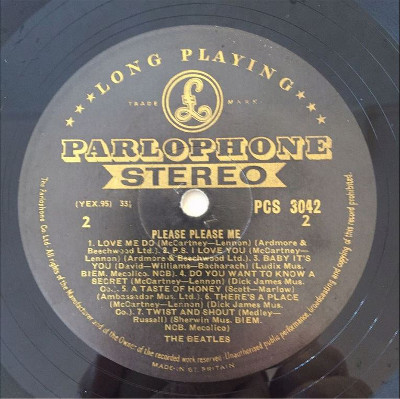 ★★★ LONG PLAYING ★★★
TRADE MARK
£
PARLOPHONE
STEREO
(YEX.95) 33⅓
PCS 3042
2
2
PLEASE PLEASE ME
1. LOVE ME DO (McCartney—Lennon) (Ardmore &
Beechwood Ltd.) 2. P.S. I LOVE YOU (McCartney—
Lennon) (Ardmore & Beechwood Ltd.) 3. BABY IT'S
YOU (David—Williams—Bacharach) (Ludix Mus.
BIEM. Mecolico. NCB). 4. DO YOU WANT TO KNOW A
SECRET (McCartney—Lennon) (Dick James Mus.
Co.). 5. A TASTE OF HONEY (Scott—Marlow)
(Ambassador Mus. Ltd.) 6. THERE'S A PLACE
(McCartney—Lennon) (Dick James Mus.
Co.). 7. TWIST AND SHOUT (Medley—
Russell) (Sherwin Mus. BIEM.
NCB. Mecolico)
THE BEATLES
The Parlophone Co. Ltd. All rights of the Manufacturer and of the Owner of the recorded work reserved. Unauthorised public performance, broadcasting and copying of this record prohibited.
MADE IN GT. BRITAIN